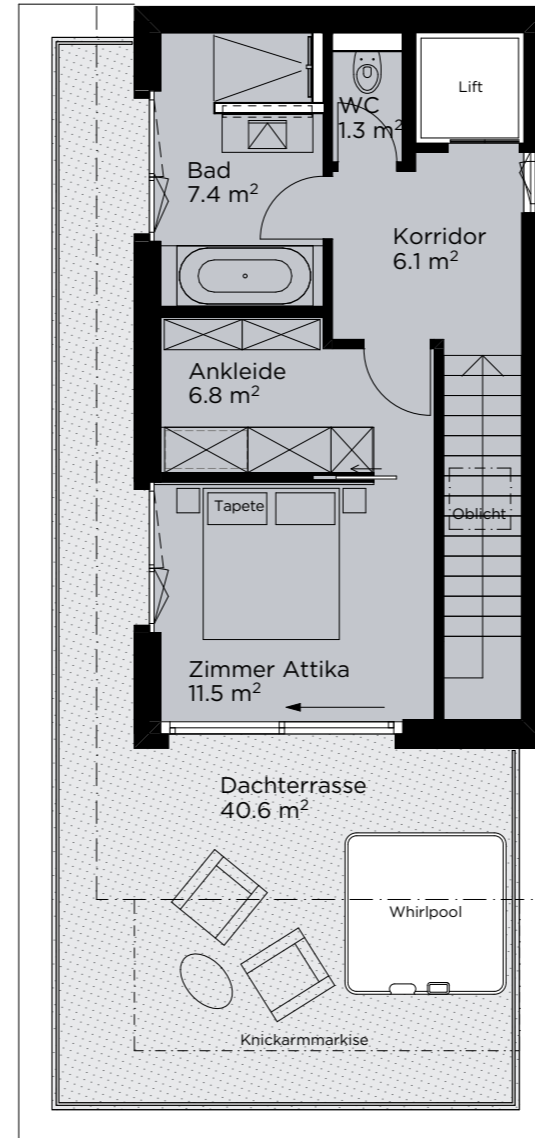 Lift
WC
1.3 m²
Bad
7.4 m²
Korridor
6.1 m²
Ankleide
6.8 m²
Tapete
Oblicht
Zimmer Attika
11.5 m²
Dachterrasse
40.6 m²
Whirlpool
Knickarmmarkise